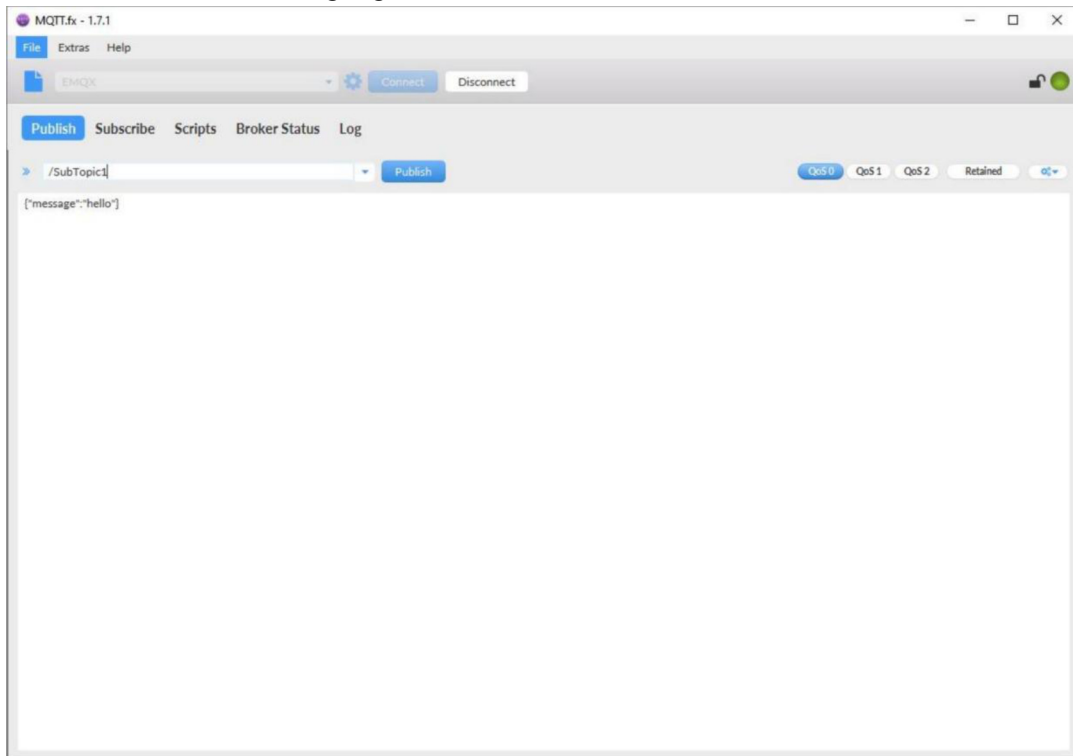 MQTT.fx - 1.7.1
File Extras Help
EMQX Connect Disconnect
Publish Subscribe Scripts Broker Status Log
/SubTopic1 Publish QoS 0 QoS 1 QoS 2 Retained
{"message":"hello"}